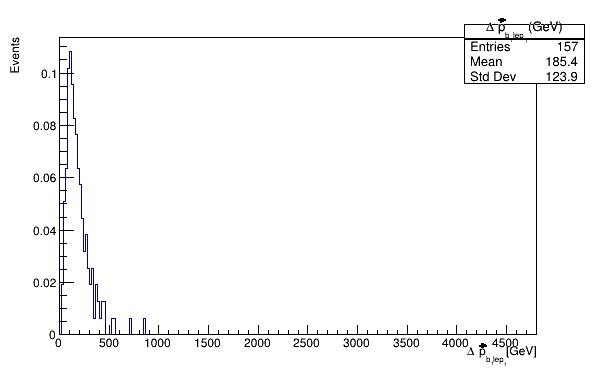 Δ p⃗ b,lep₁ (GeV)
Entries 157
Mean 185.4
Std Dev 123.9
Events
0.1
0.08
0.06
0.04
0.02
0
0 500 1000 1500 2000 2500 3000 3500 4000 4500
Δ p⃗ b,lep₁ [GeV]